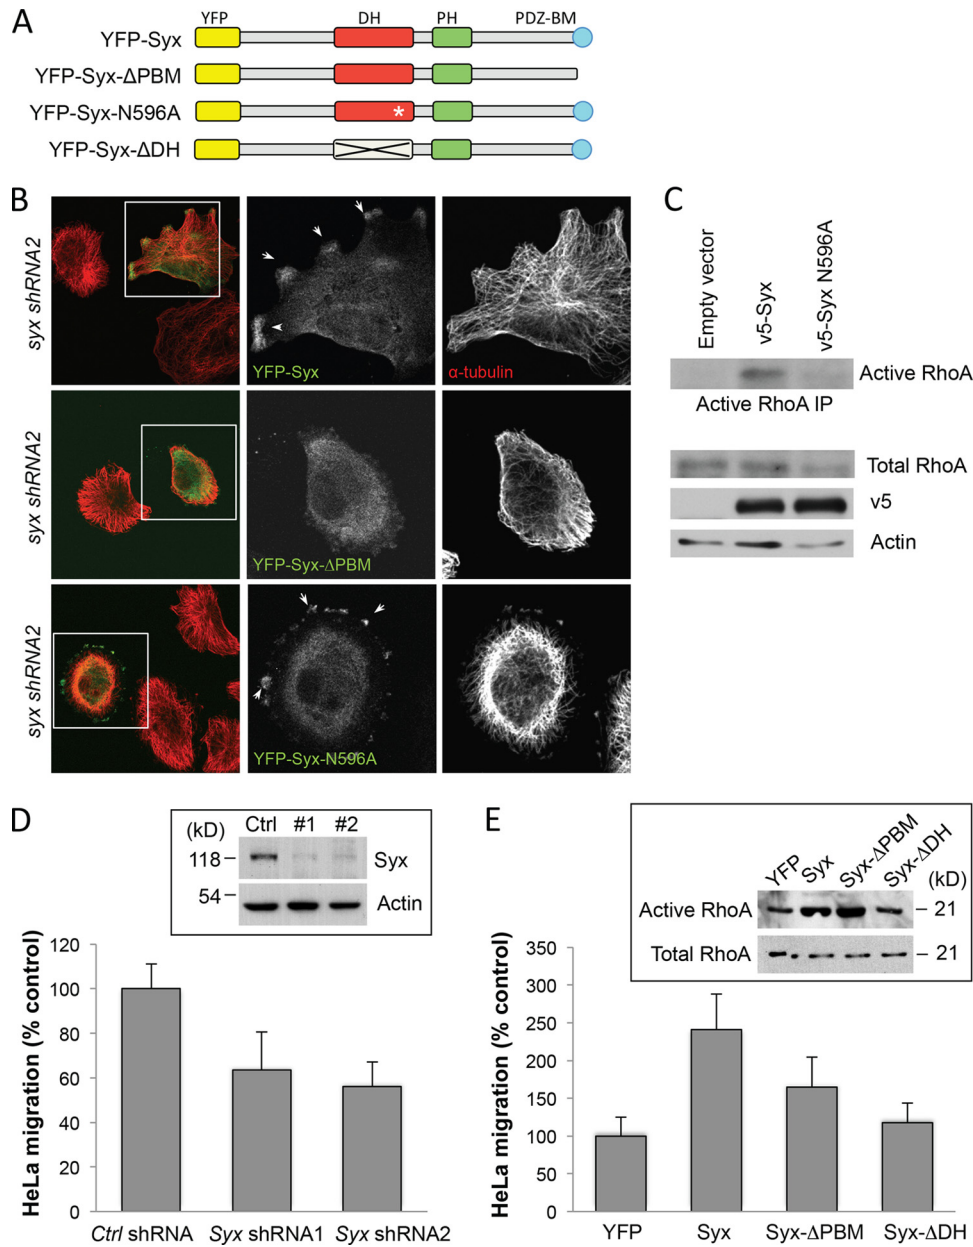 A
YFP DH PH PDZ-BM
YFP-Syx
YFP-Syx-ΔPBM
YFP-Syx-N596A
*
YFP-Syx-ΔDH
B
syx shRNA2
YFP-Syx
α-tubulin
syx shRNA2
YFP-Syx-ΔPBM
syx shRNA2
YFP-Syx-N596A
C
Empty vector
v5-Syx
v5-Syx N596A
Active RhoA
Active RhoA IP
Total RhoA
v5
Actin
D
(kD) Ctrl #1 #2
118 Syx
54 Actin
HeLa migration (% control)
120
100
80
60
40
20
0
Ctrl shRNA Syx shRNA1 Syx shRNA2
E
YFP Syx Syx-ΔPBM Syx-ΔDH (kD)
Active RhoA 21
Total RhoA 21
HeLa migration (% control)
350
300
250
200
150
100
50
0
YFP Syx Syx-ΔPBM Syx-ΔDH